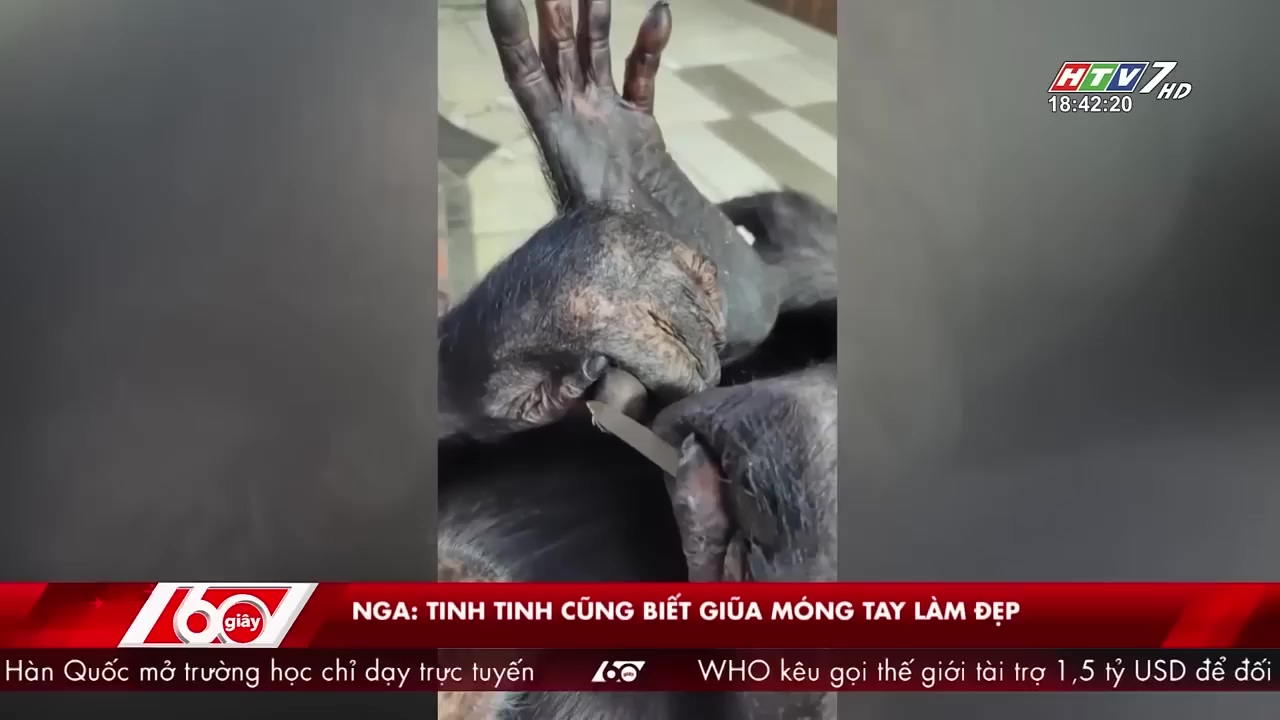 HTV7 HD
18:42:20
60 giây
NGA: TINH TINH CŨNG BIẾT GIŨA MÓNG TAY LÀM ĐẸP
Hàn Quốc mở trường học chỉ dạy trực tuyến 60 giây WHO kêu gọi thế giới tài trợ 1,5 tỷ USD để đối